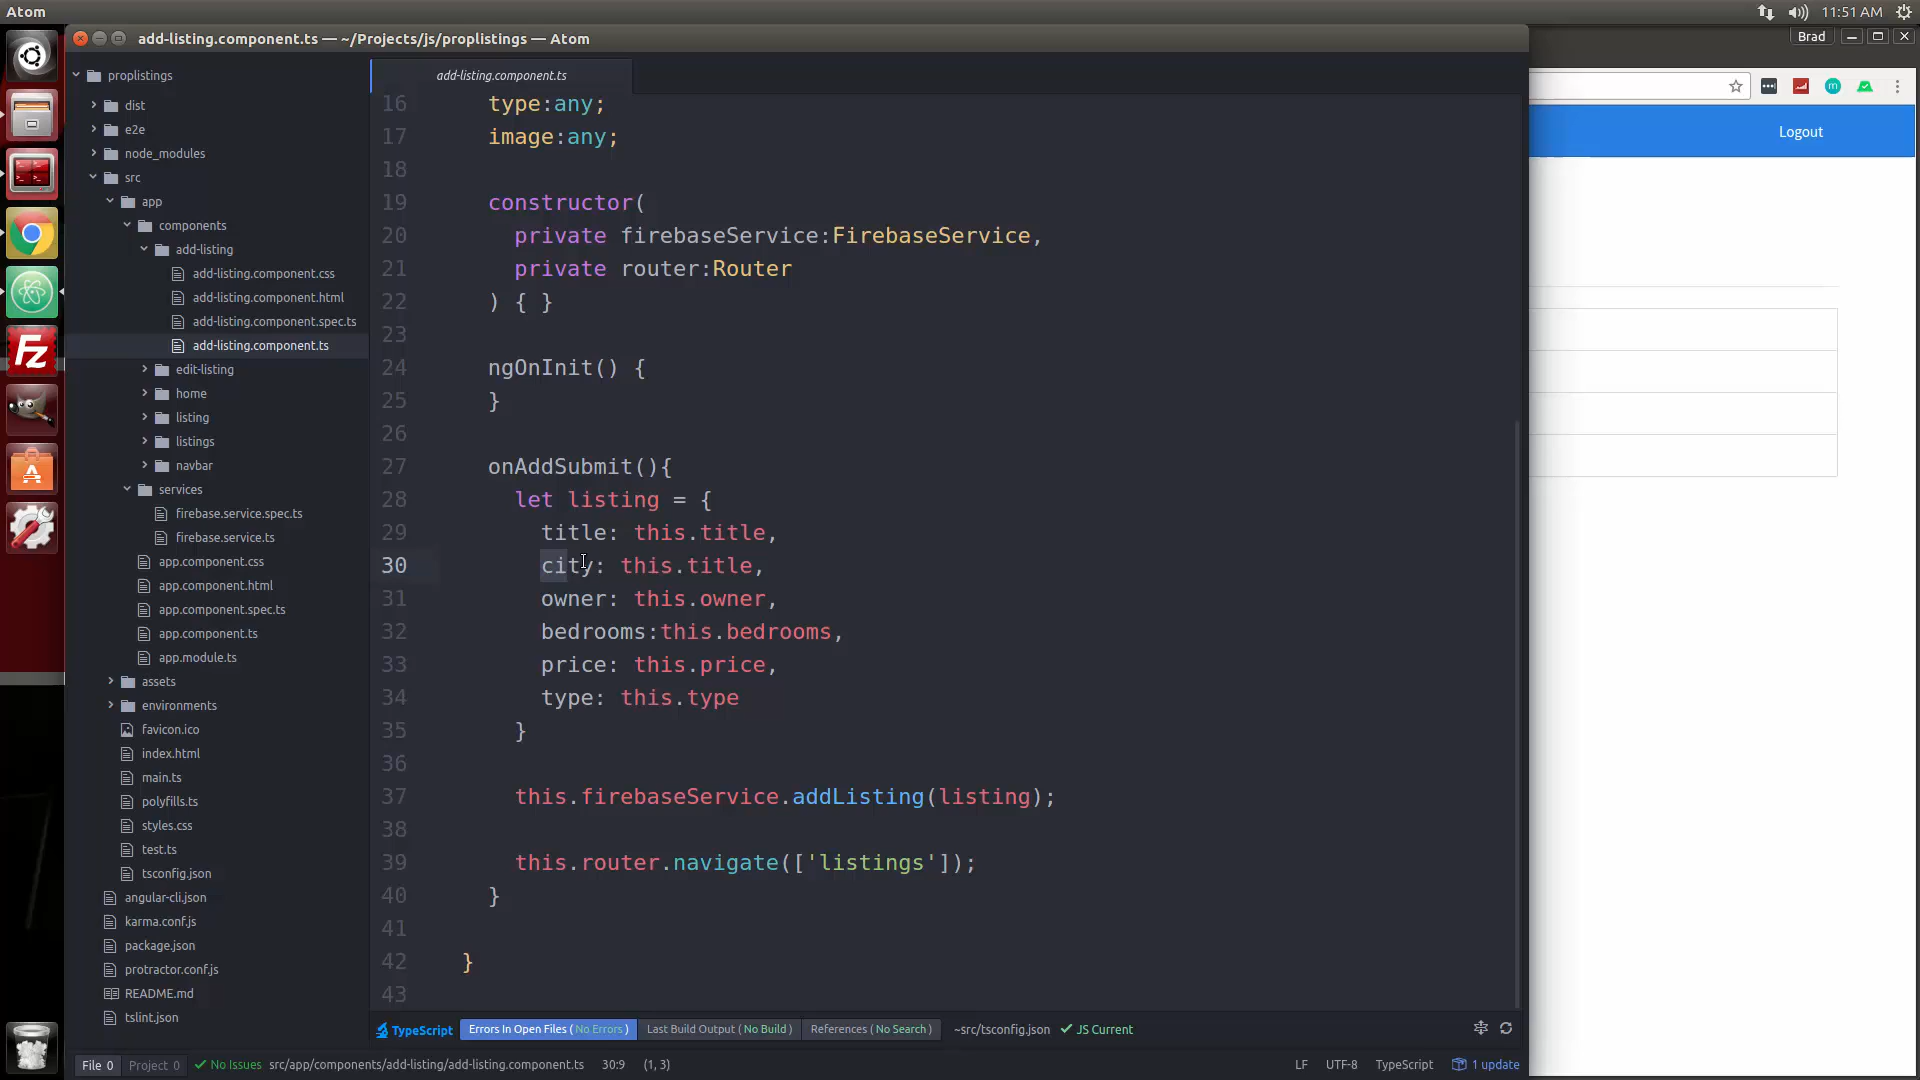 Atom
11:51 AM
add-listing.component.ts — ~/Projects/js/proplistings — Atom
Brad
proplistings
dist
e2e
node_modules
src
app
components
add-listing
add-listing.component.css
add-listing.component.html
add-listing.component.spec.ts
add-listing.component.ts
edit-listing
home
listing
listings
navbar
services
firebase.service.spec.ts
firebase.service.ts
app.component.css
app.component.html
app.component.spec.ts
app.component.ts
app.module.ts
assets
environments
favicon.ico
index.html
main.ts
polyfills.ts
styles.css
test.ts
tsconfig.json
angular-cli.json
karma.conf.js
package.json
protractor.conf.js
README.md
tslint.json
add-listing.component.ts
16 type:any;
17 image:any;
18
19 constructor(
20 private firebaseService:FirebaseService,
21 private router:Router
22 ) { }
23
24 ngOnInit() {
25 }
26
27 onAddSubmit(){
28 let listing = {
29 title: this.title,
30 city: this.title,
31 owner: this.owner,
32 bedrooms:this.bedrooms,
33 price: this.price,
34 type: this.type
35 }
36
37 this.firebaseService.addListing(listing);
38
39 this.router.navigate(['listings']);
40 }
41
42 }
43
Logout
m
TypeScript Errors In Open Files ( No Errors ) Last Build Output ( No Build ) References ( No Search ) ~src/tsconfig.json JS Current
File 0 Project 0 No Issues src/app/components/add-listing/add-listing.component.ts 30:9 (1, 3) LF UTF-8 TypeScript 1 update